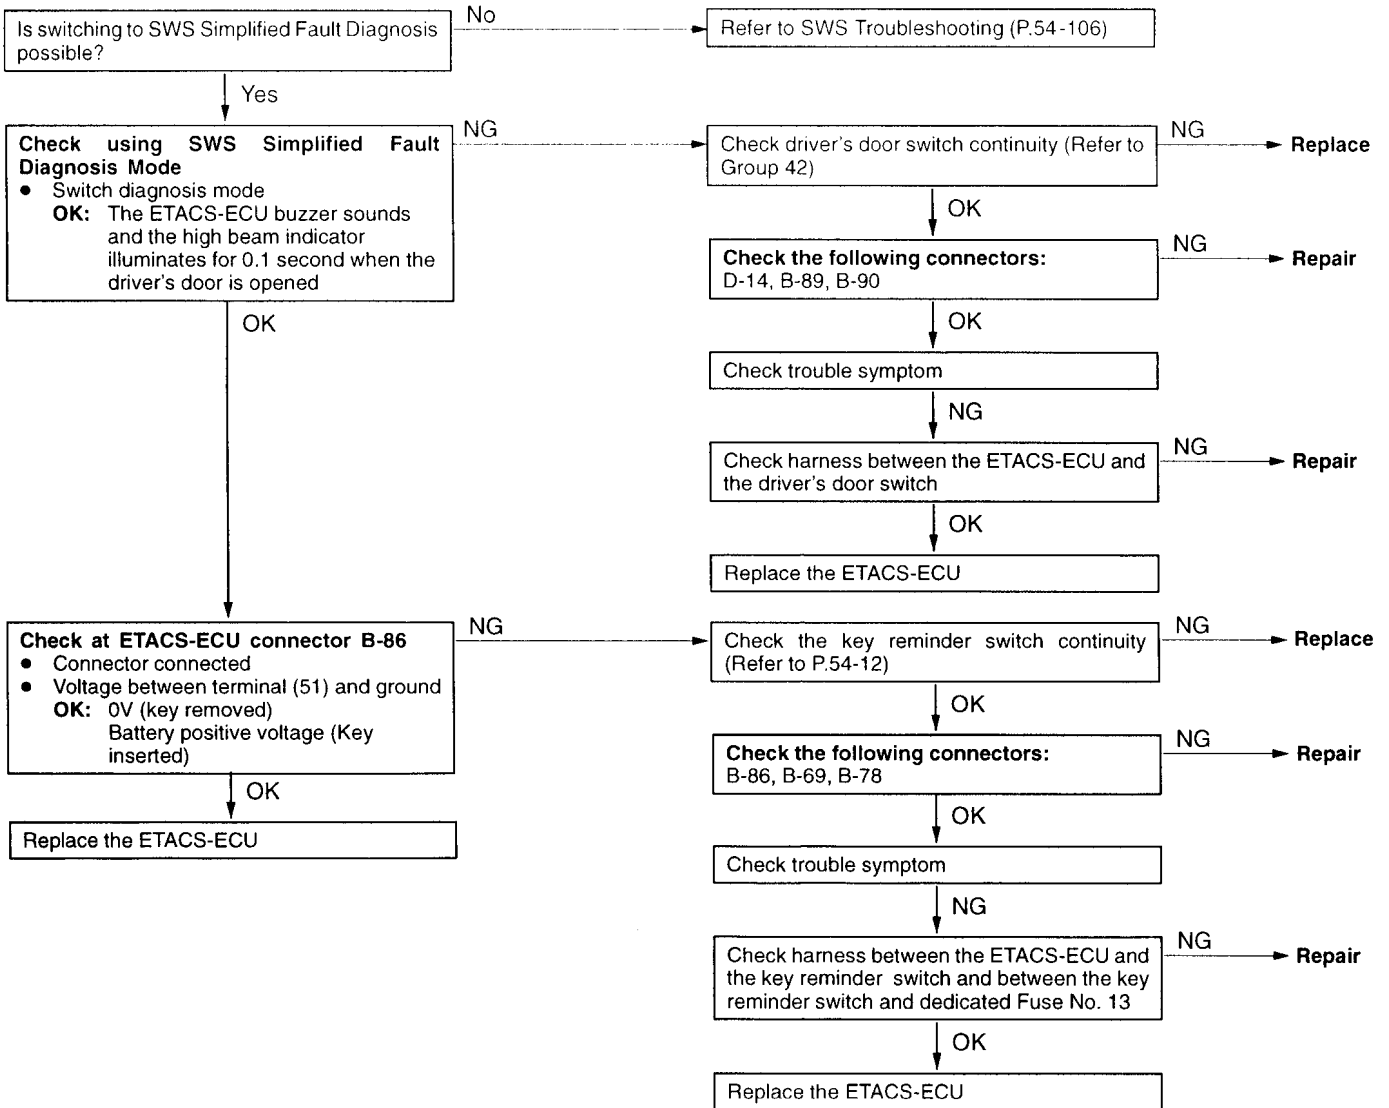 Is switching to SWS Simplified Fault Diagnosis
possible?
No
Refer to SWS Troubleshooting (P.54-106)
Yes
Check using SWS Simplified Fault
Diagnosis Mode
● Switch diagnosis mode
OK: The ETACS-ECU buzzer sounds
and the high beam indicator
illuminates for 0.1 second when the
driver's door is opened
NG
Check driver's door switch continuity (Refer to
Group 42)
NG
Replace
OK
Check the following connectors:
D-14, B-89, B-90
NG
Repair
OK
OK
Check trouble symptom
NG
Check harness between the ETACS-ECU and
the driver's door switch
NG
Repair
OK
Replace the ETACS-ECU
Check at ETACS-ECU connector B-86
● Connector connected
● Voltage between terminal (51) and ground
OK: 0V (key removed)
Battery positive voltage (Key
inserted)
NG
Check the key reminder switch continuity
(Refer to P.54-12)
NG
Replace
OK
Check the following connectors:
B-86, B-69, B-78
NG
Repair
OK
Replace the ETACS-ECU
OK
Check trouble symptom
NG
Check harness between the ETACS-ECU and
the key reminder switch and between the key
reminder switch and dedicated Fuse No. 13
NG
Repair
OK
Replace the ETACS-ECU